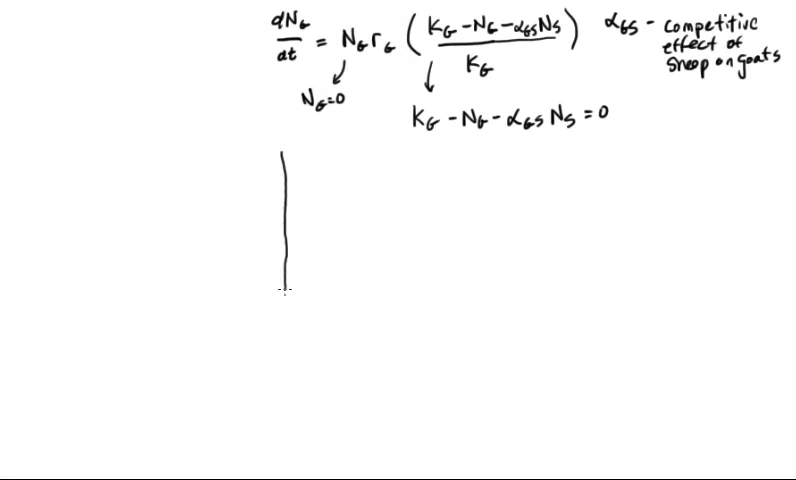 dN_G/dt = N_G r_G ( (K_G - N_G - α_GS N_S) / K_G )
α_GS - competitive
effect of
sheep on goats
N_G=0
K_G - N_G - α_GS N_S = 0